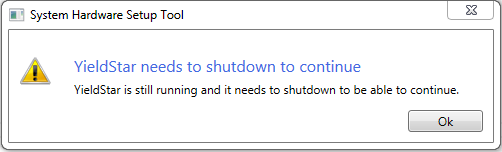 System Hardware Setup Tool
YieldStar needs to shutdown to continue
YieldStar is still running and it needs to shutdown to be able to continue.
Ok